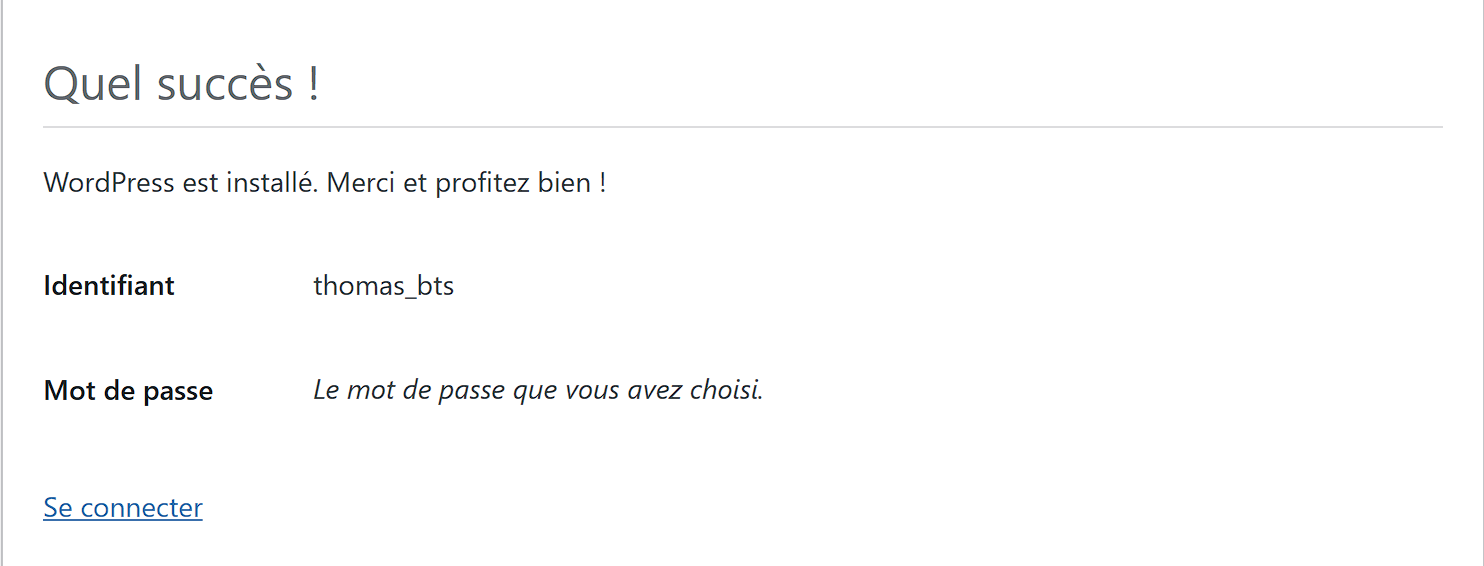 Quel succès !
WordPress est installé. Merci et profitez bien !
Identifiant thomas_bts
Mot de passe Le mot de passe que vous avez choisi.
Se connecter